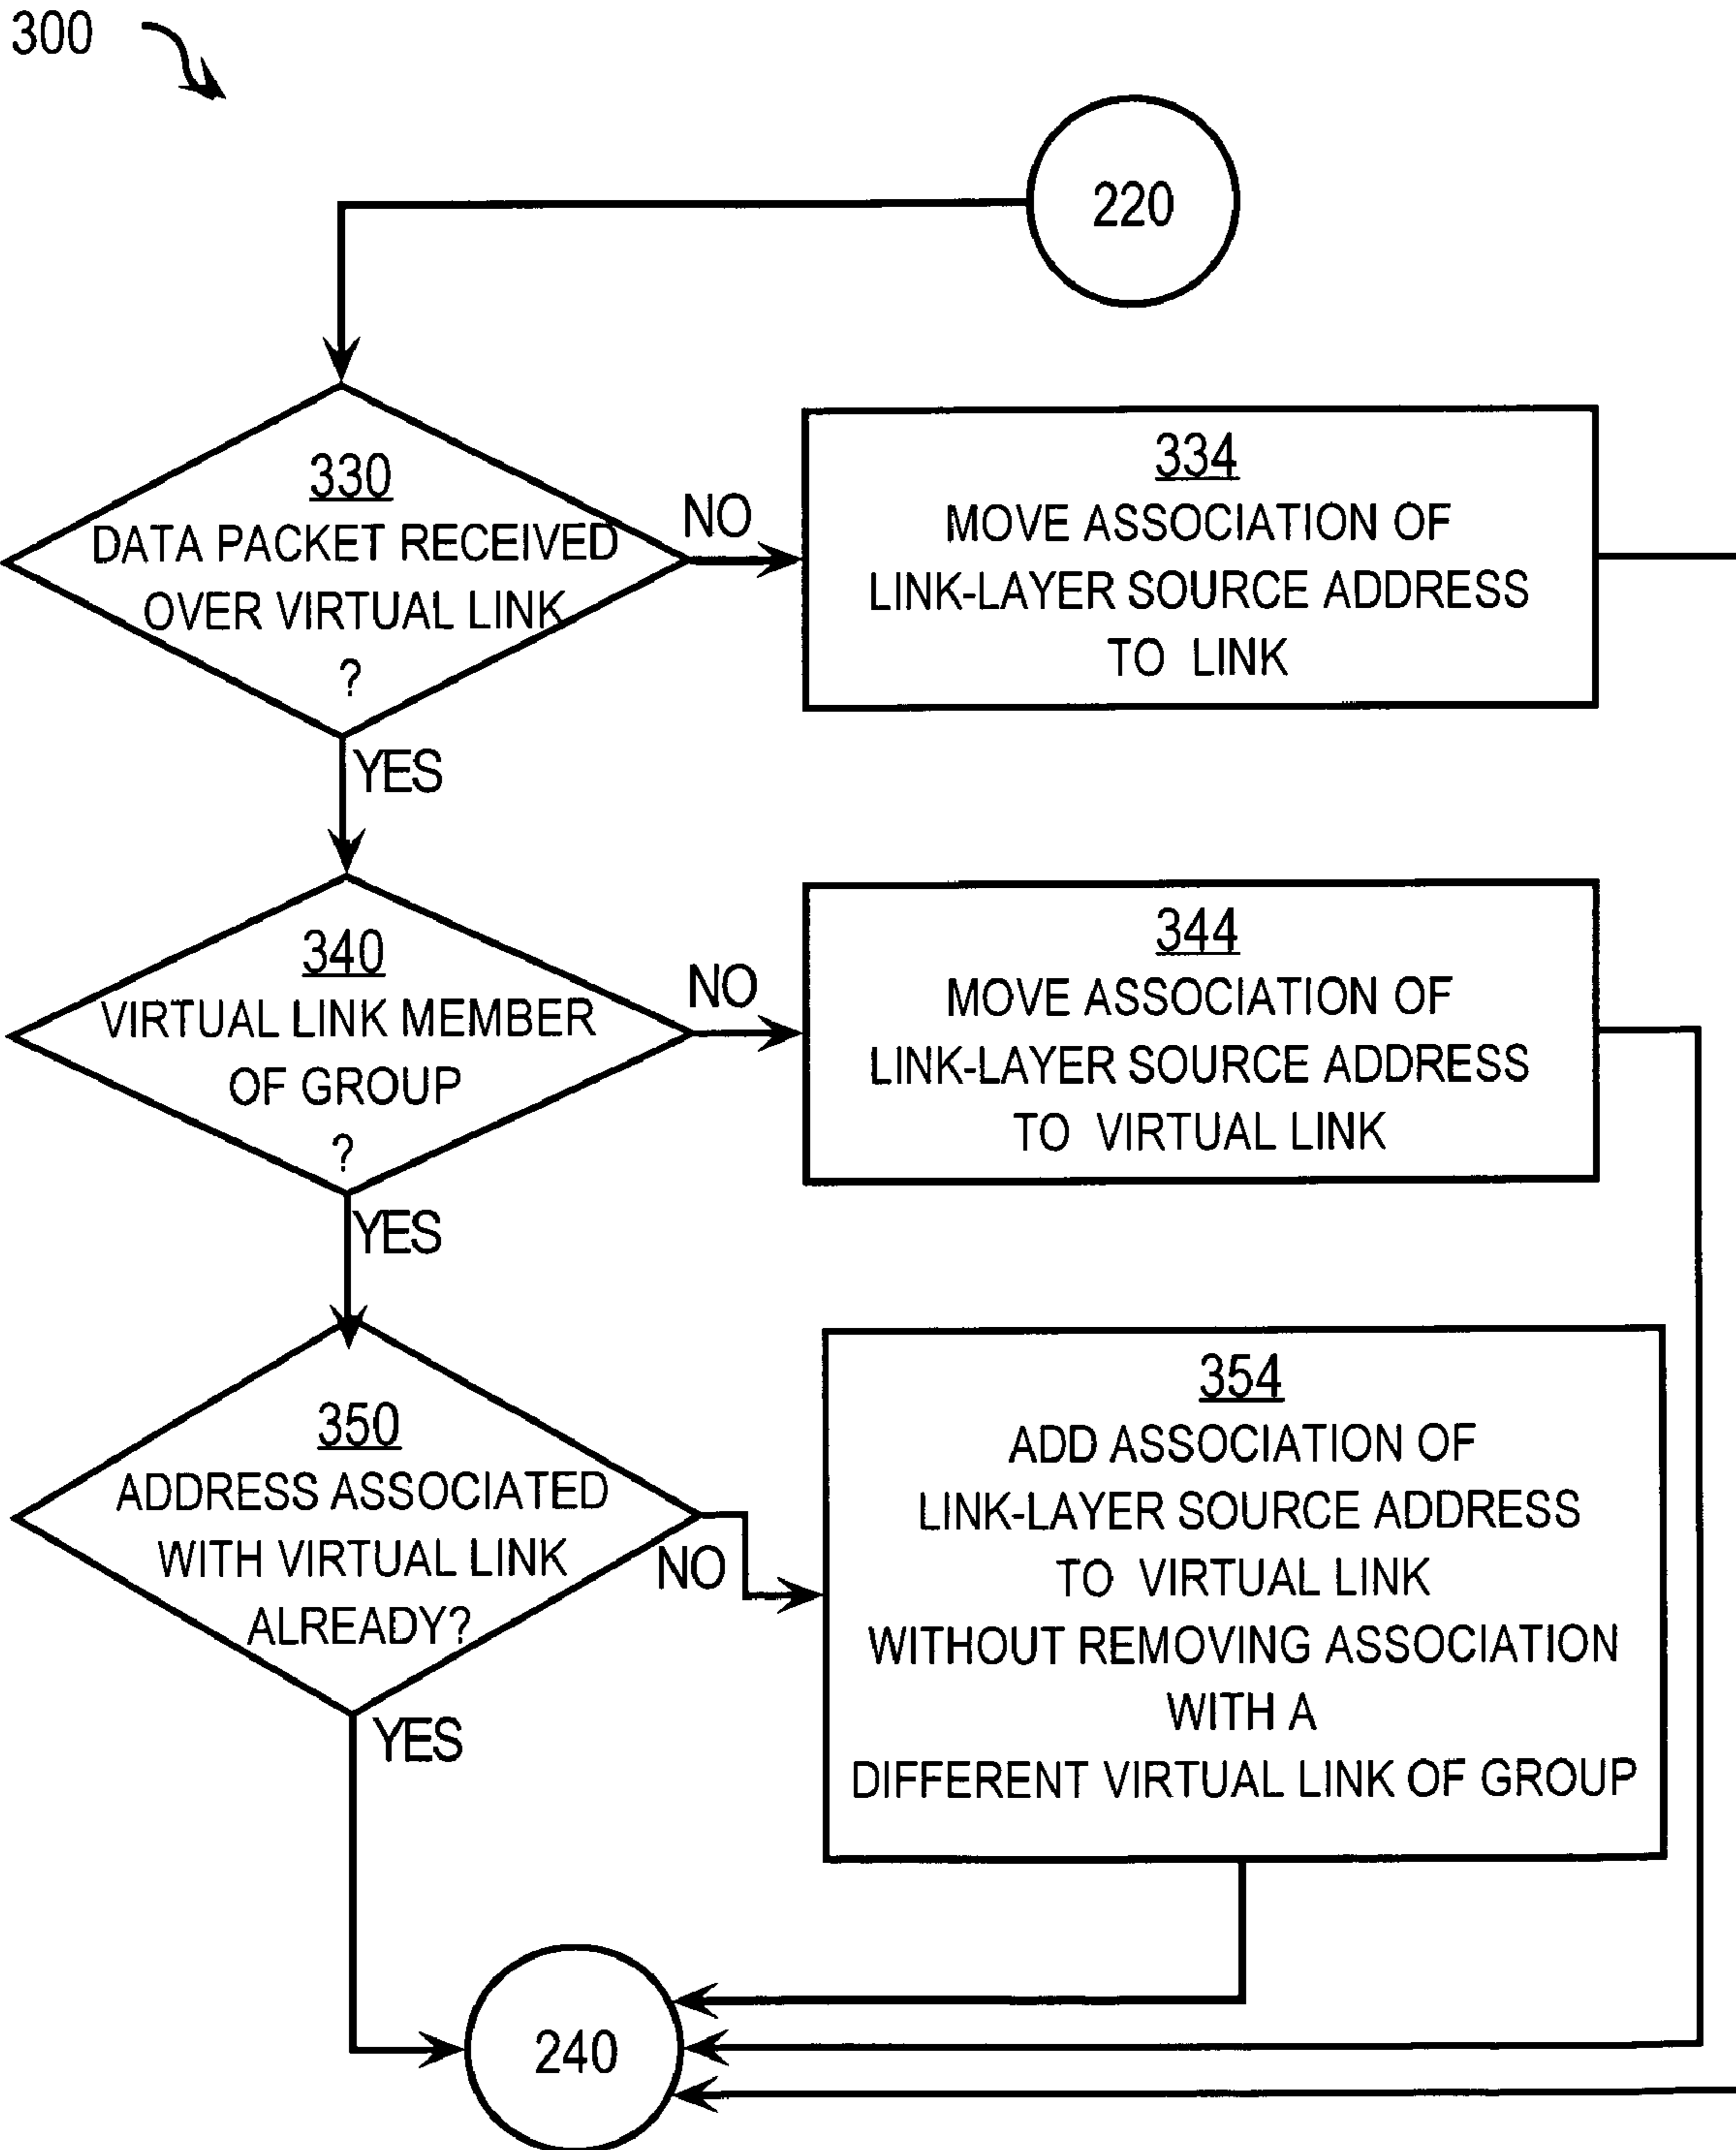 300
220
330
DATA PACKET RECEIVED
OVER VIRTUAL LINK
?
NO
334
MOVE ASSOCIATION OF
LINK-LAYER SOURCE ADDRESS
TO LINK
YES
340
VIRTUAL LINK MEMBER
OF GROUP
?
NO
344
MOVE ASSOCIATION OF
LINK-LAYER SOURCE ADDRESS
TO VIRTUAL LINK
YES
350
ADDRESS ASSOCIATED
WITH VIRTUAL LINK
ALREADY?
NO
354
ADD ASSOCIATION OF
LINK-LAYER SOURCE ADDRESS
TO VIRTUAL LINK
WITHOUT REMOVING ASSOCIATION
WITH A
DIFFERENT VIRTUAL LINK OF GROUP
YES
240